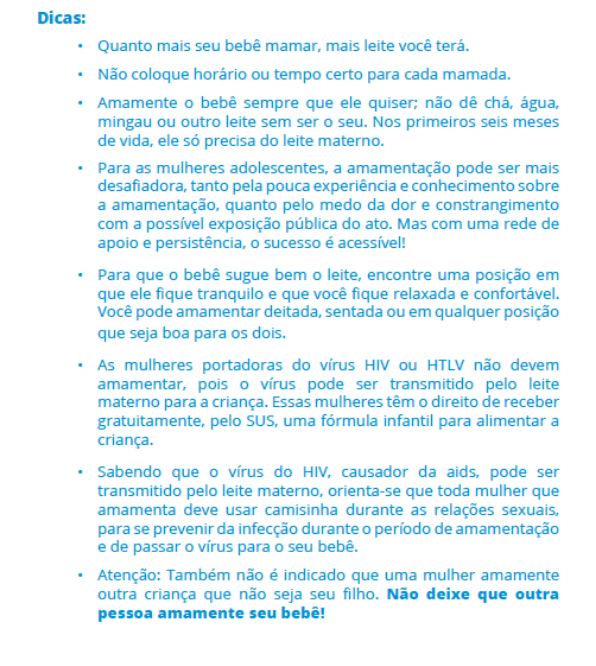 Dicas:
• Quanto mais seu bebê mamar, mais leite você terá.
• Não coloque horário ou tempo certo para cada mamada.
• Amamente o bebê sempre que ele quiser; não dê chá, água,
mingau ou outro leite sem ser o seu. Nos primeiros seis meses
de vida, ele só precisa do leite materno.
• Para as mulheres adolescentes, a amamentação pode ser mais
desafiadora, tanto pela pouca experiência e conhecimento sobre
a amamentação, quanto pelo medo da dor e constrangimento
com a possível exposição pública do ato. Mas com uma rede de
apoio e persistência, o sucesso é acessível!
• Para que o bebê sugue bem o leite, encontre uma posição em
que ele fique tranquilo e que você fique relaxada e confortável.
Você pode amamentar deitada, sentada ou em qualquer posição
que seja boa para os dois.
• As mulheres portadoras do vírus HIV ou HTLV não devem
amamentar, pois o vírus pode ser transmitido pelo leite
materno para a criança. Essas mulheres têm o direito de receber
gratuitamente, pelo SUS, uma fórmula infantil para alimentar a
criança.
• Sabendo que o vírus do HIV, causador da aids, pode ser
transmitido pelo leite materno, orienta-se que toda mulher que
amamenta deve usar camisinha durante as relações sexuais,
para se prevenir da infecção durante o período de amamentação
e de passar o vírus para o seu bebê.
• Atenção: Também não é indicado que uma mulher amamente
outra criança que não seja seu filho. Não deixe que outra
pessoa amamente seu bebê!